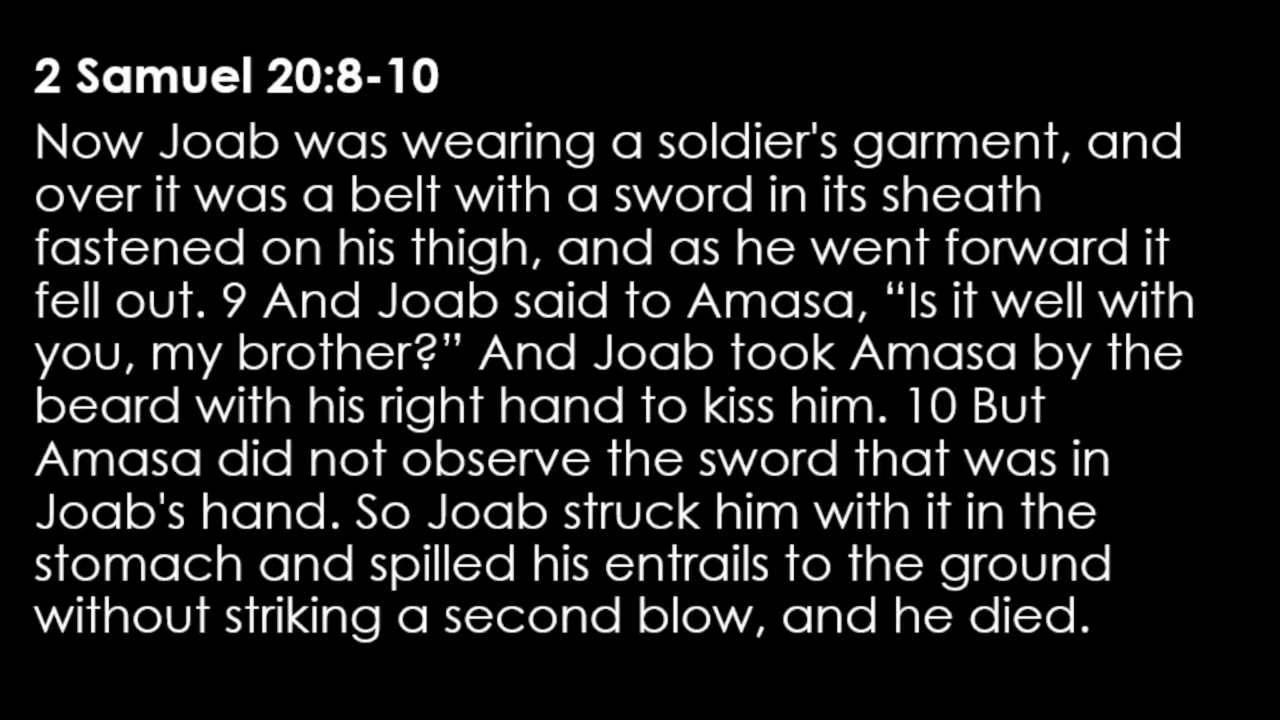 2 Samuel 20:8-10
Now Joab was wearing a soldier's garment, and
over it was a belt with a sword in its sheath
fastened on his thigh, and as he went forward it
fell out. 9 And Joab said to Amasa, “Is it well with
you, my brother?” And Joab took Amasa by the
beard with his right hand to kiss him. 10 But
Amasa did not observe the sword that was in
Joab's hand. So Joab struck him with it in the
stomach and spilled his entrails to the ground
without striking a second blow, and he died.